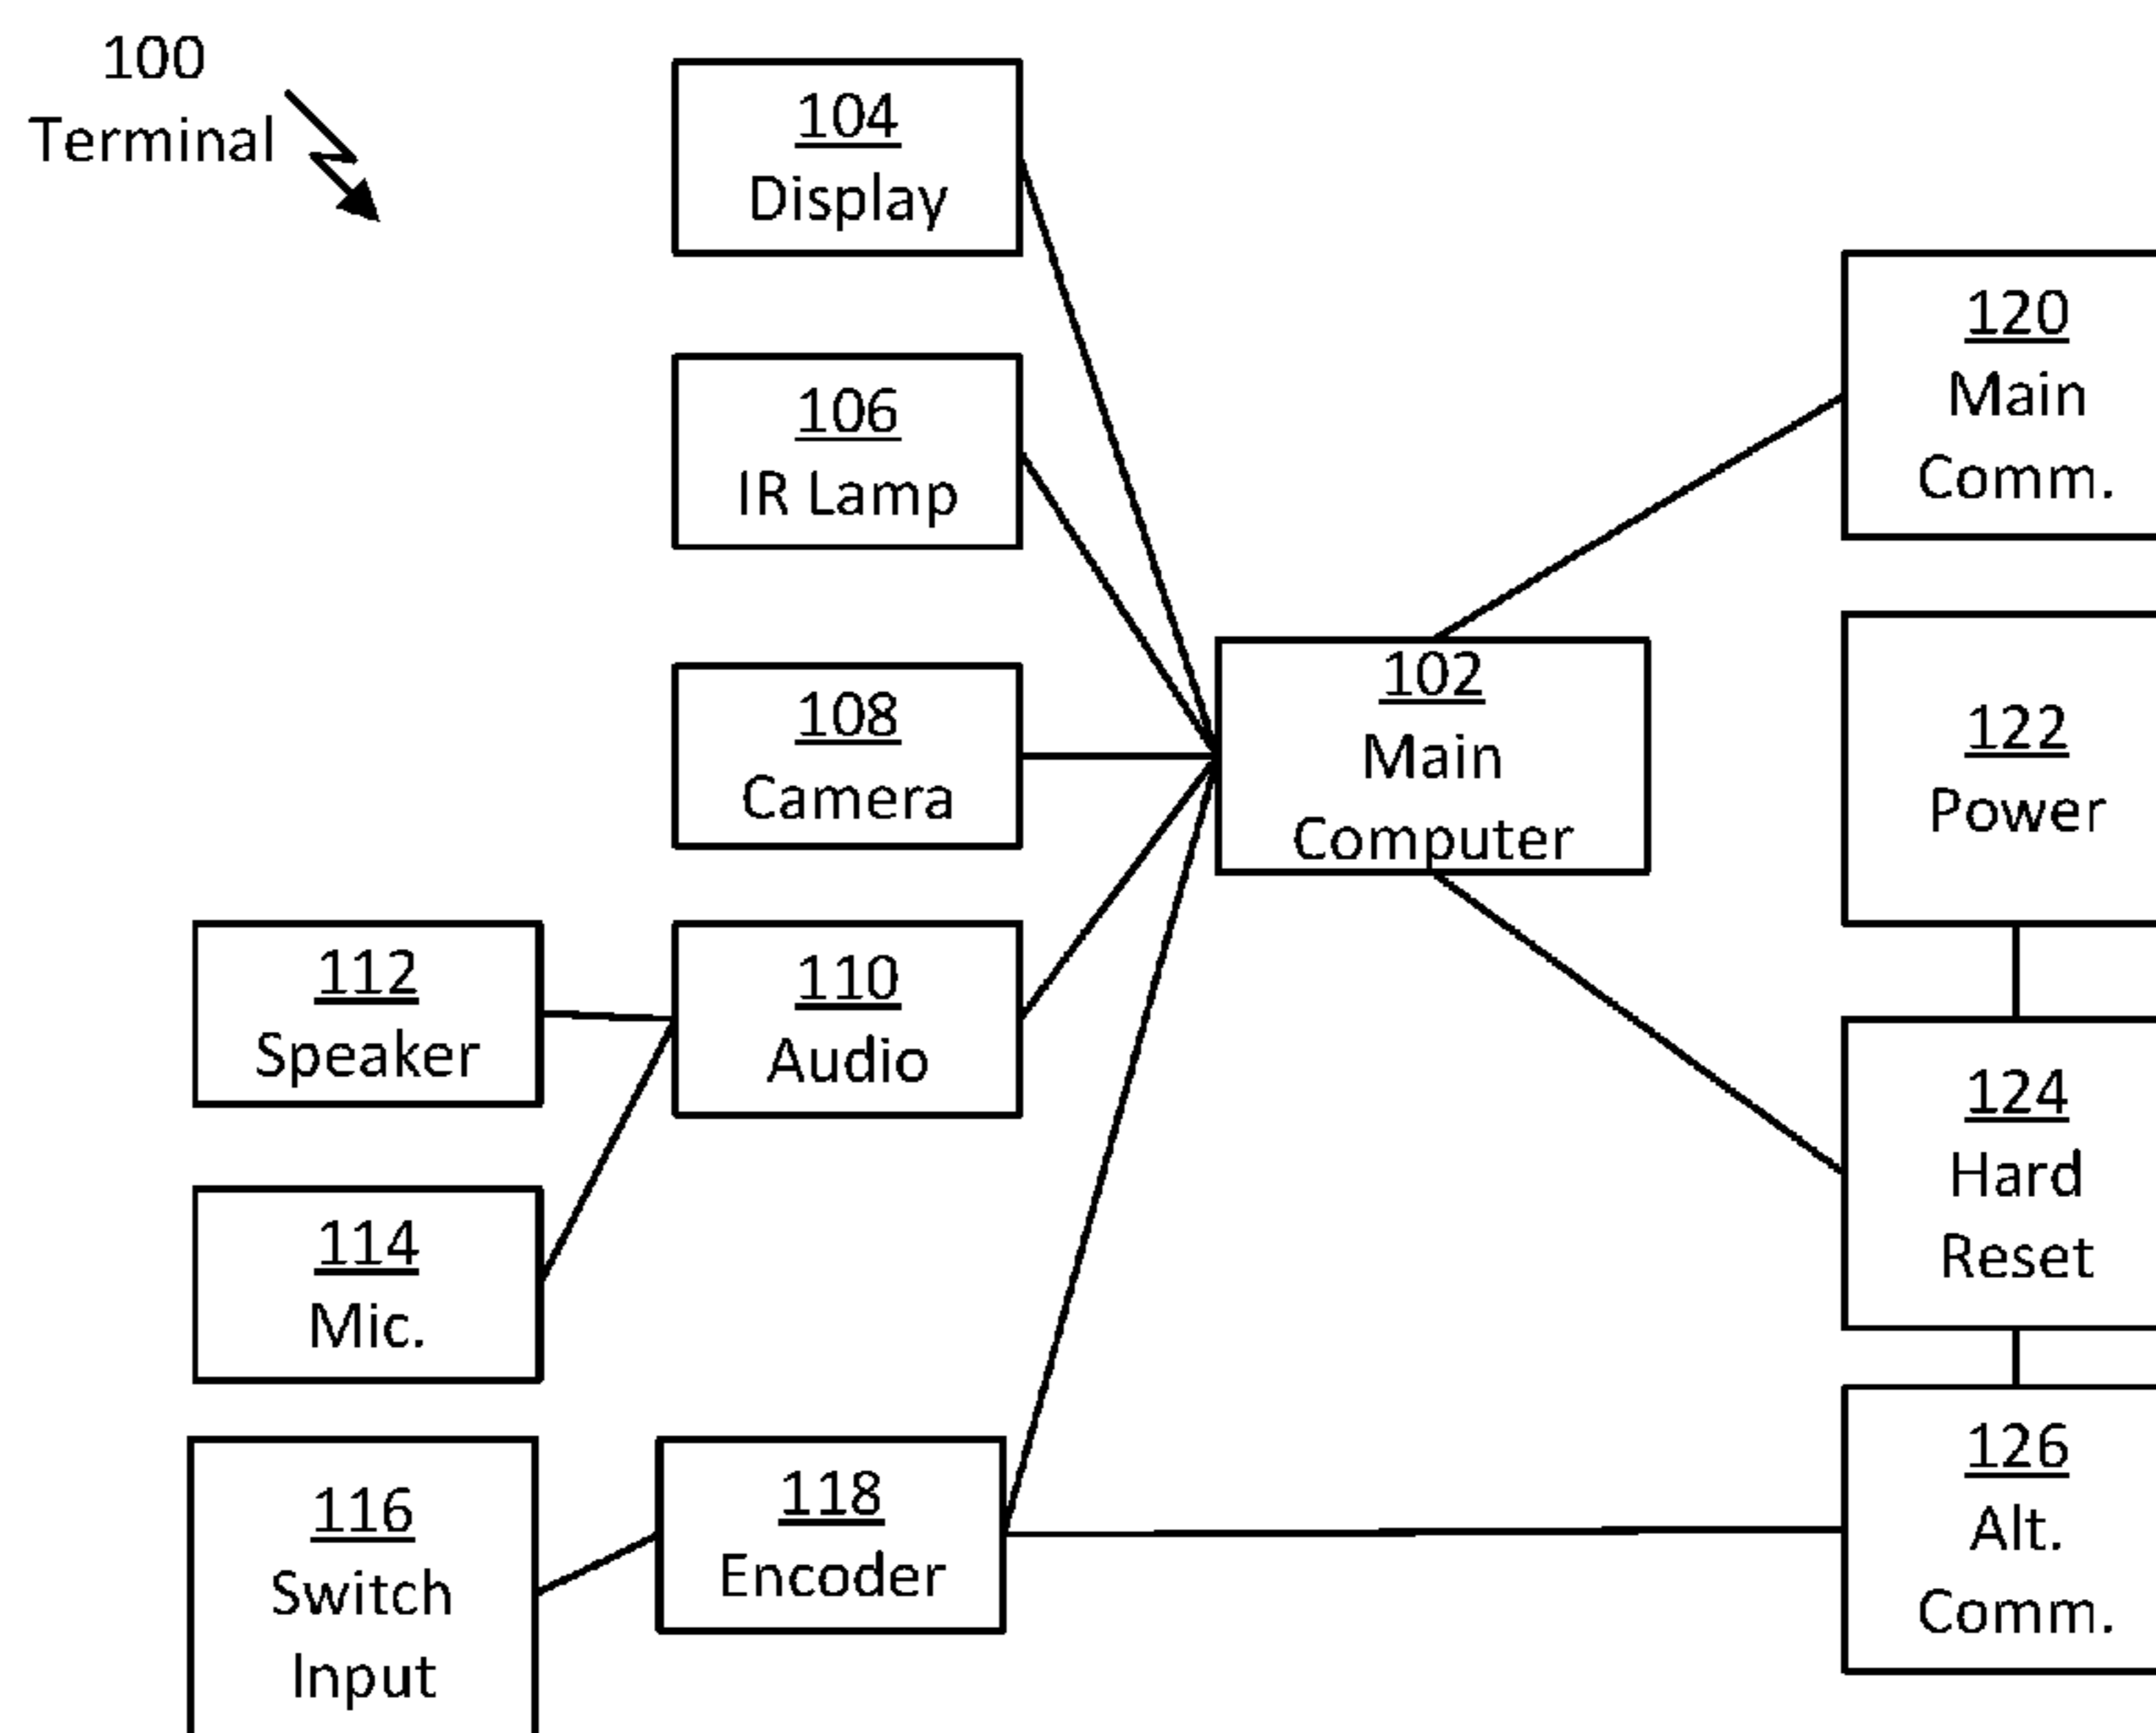 100
Terminal
104
Display
106
IR Lamp
108
Camera
110
Audio
112
Speaker
114
Mic.
116
Switch
Input
118
Encoder
102
Main
Computer
120
Main
Comm.
122
Power
124
Hard
Reset
126
Alt.
Comm.